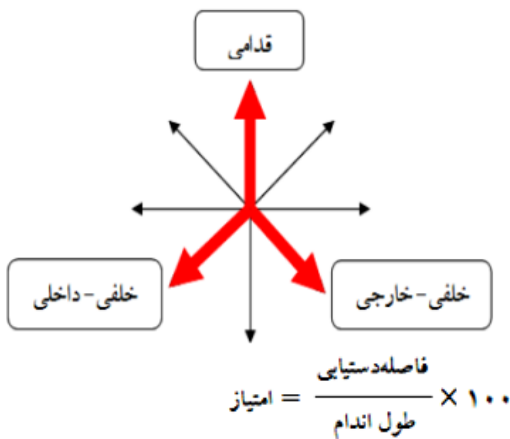 قدامی
خلفی-خارجی
خلفی-داخلی
امتیاز = فاصله‌دستیابی / طول اندام × ۱۰۰